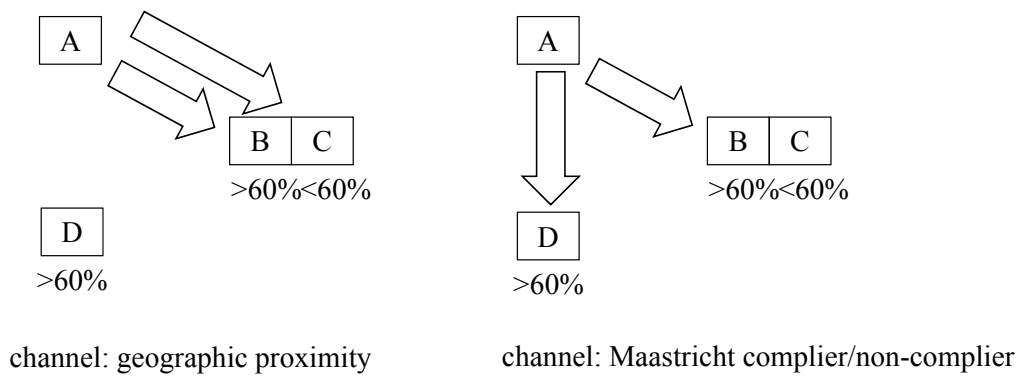 A
B C
>60%<60%
D
>60%
channel: geographic proximity
A
B C
>60%<60%
D
>60%
channel: Maastricht complier/non-complier